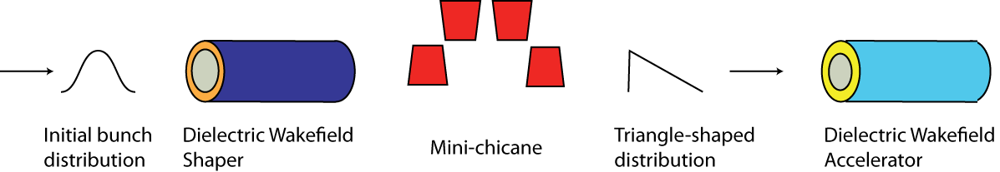 Initial bunch
distribution
Dielectric Wakefield
Shaper
Mini-chicane
Triangle-shaped
distribution
Dielectric Wakefield
Accelerator